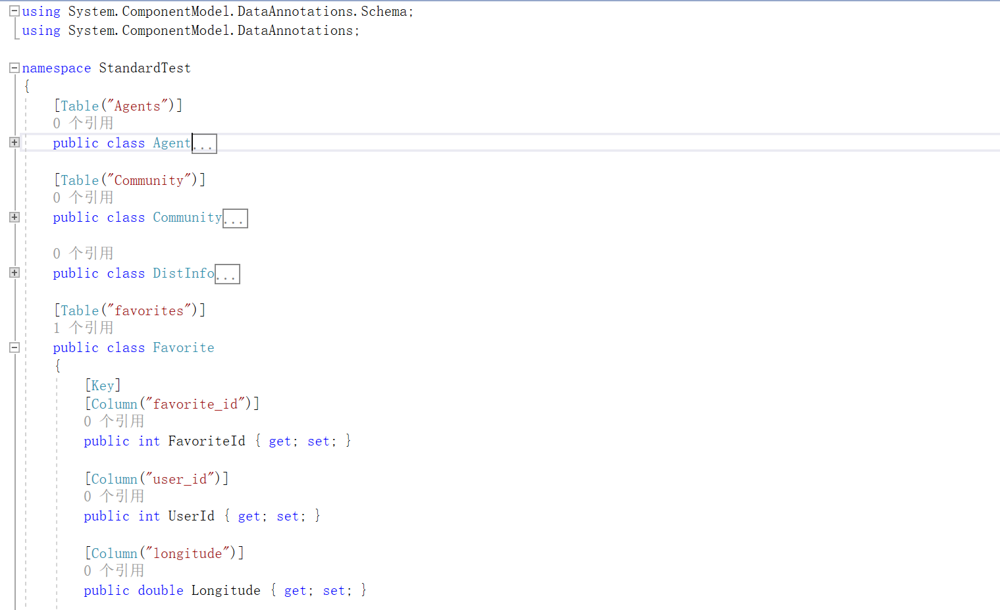 using System.ComponentModel.DataAnnotations.Schema;
using System.ComponentModel.DataAnnotations;
namespace StandardTest
{
[Table("Agents")]
0 个引用
public class Agent...
[Table("Community")]
0 个引用
public class Community...
0 个引用
public class DistInfo...
[Table("favorites")]
1 个引用
public class Favorite
{
[Key]
[Column("favorite_id")]
0 个引用
public int FavoriteId { get; set; }
[Column("user_id")]
0 个引用
public int UserId { get; set; }
[Column("longitude")]
0 个引用
public double Longitude { get; set; }